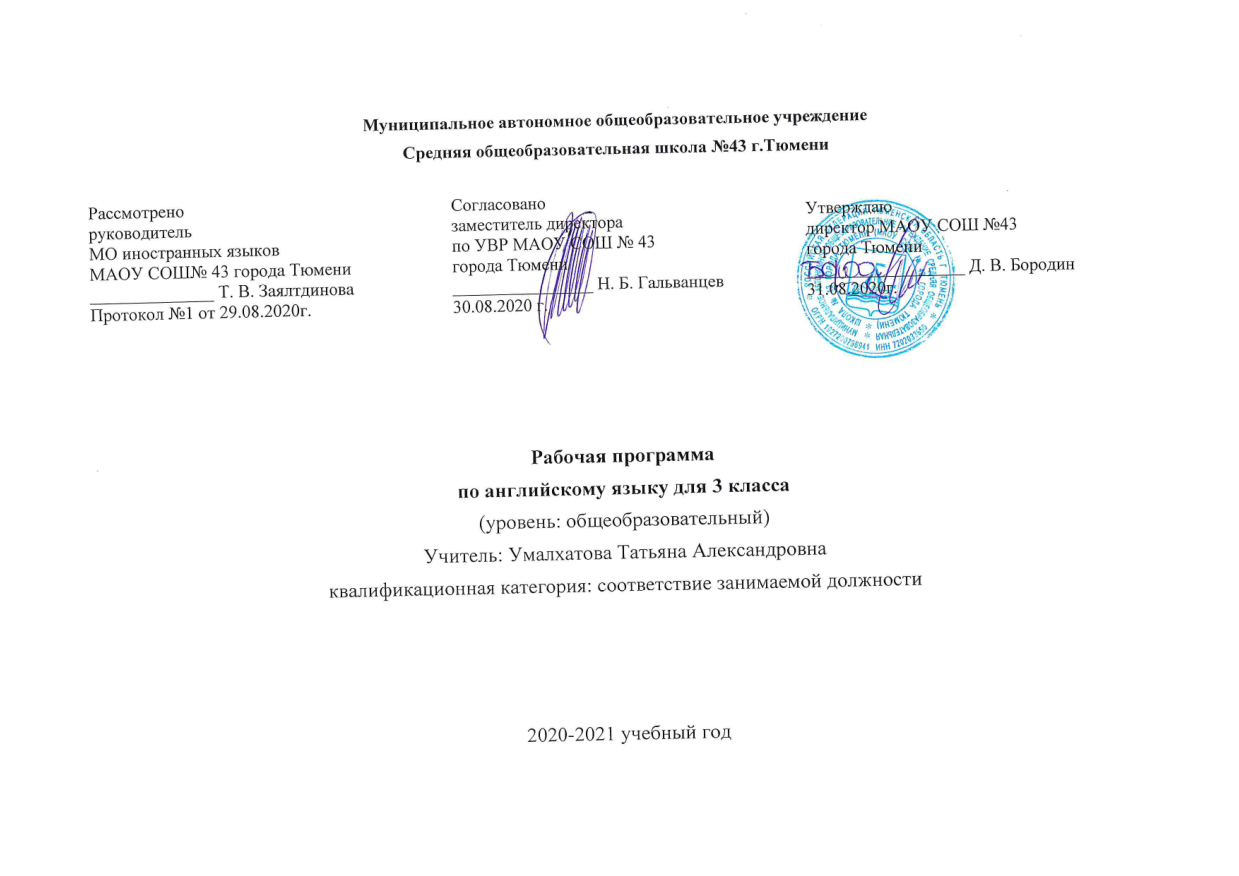 Муниципальное автономное общеобразовательное учреждение
Средняя общеобразовательная школа №43 г.Тюмени
Рассмотрено
руководитель
МО иностранных языков
МАОУ СОШ№ 43 города Тюмени
_______________ Т. В. Заялтдинова
Протокол №1 от 29.08.2020г.
Согласовано
заместитель директора
по УВР МАОУ СОШ № 43
города Тюмени
_________________ Н. Б. Гальванцев
30.08.2020 г.
Утверждаю
директор МАОУ СОШ №43
города Тюмени
___________________ Д. В. Бородин
31.08.2020г.
Рабочая программа
по английскому языку для 3 класса
(уровень: общеобразовательный)
Учитель: Умалхатова Татьяна Александровна
квалификационная категория: соответствие занимаемой должности
2020-2021 учебный год